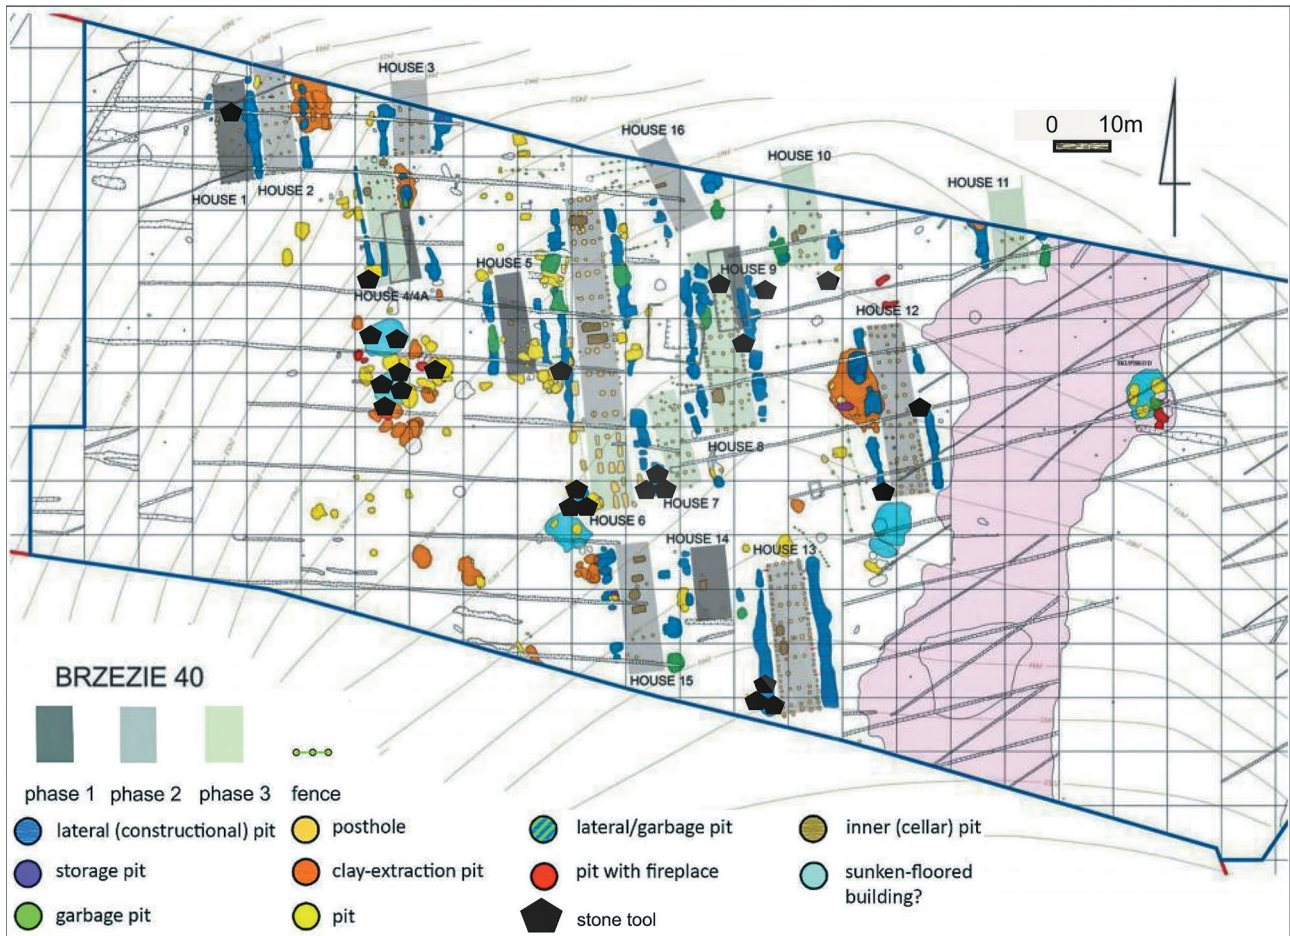 HOUSE 3
0 10m
HOUSE 16
HOUSE 10
HOUSE 11
HOUSE 2
HOUSE 1
HOUSE 5
HOUSE 9
HOUSE 4/4A
HOUSE 12
HOUSE 8
HOUSE 7
HOUSE 6
HOUSE 14
HOUSE 13
HOUSE 15
BRZEZIE 40
phase 1 phase 2 phase 3 fence
lateral (constructional) pit posthole lateral/garbage pit inner (cellar) pit
storage pit clay-extraction pit pit with fireplace sunken-floored
building?
garbage pit pit stone tool